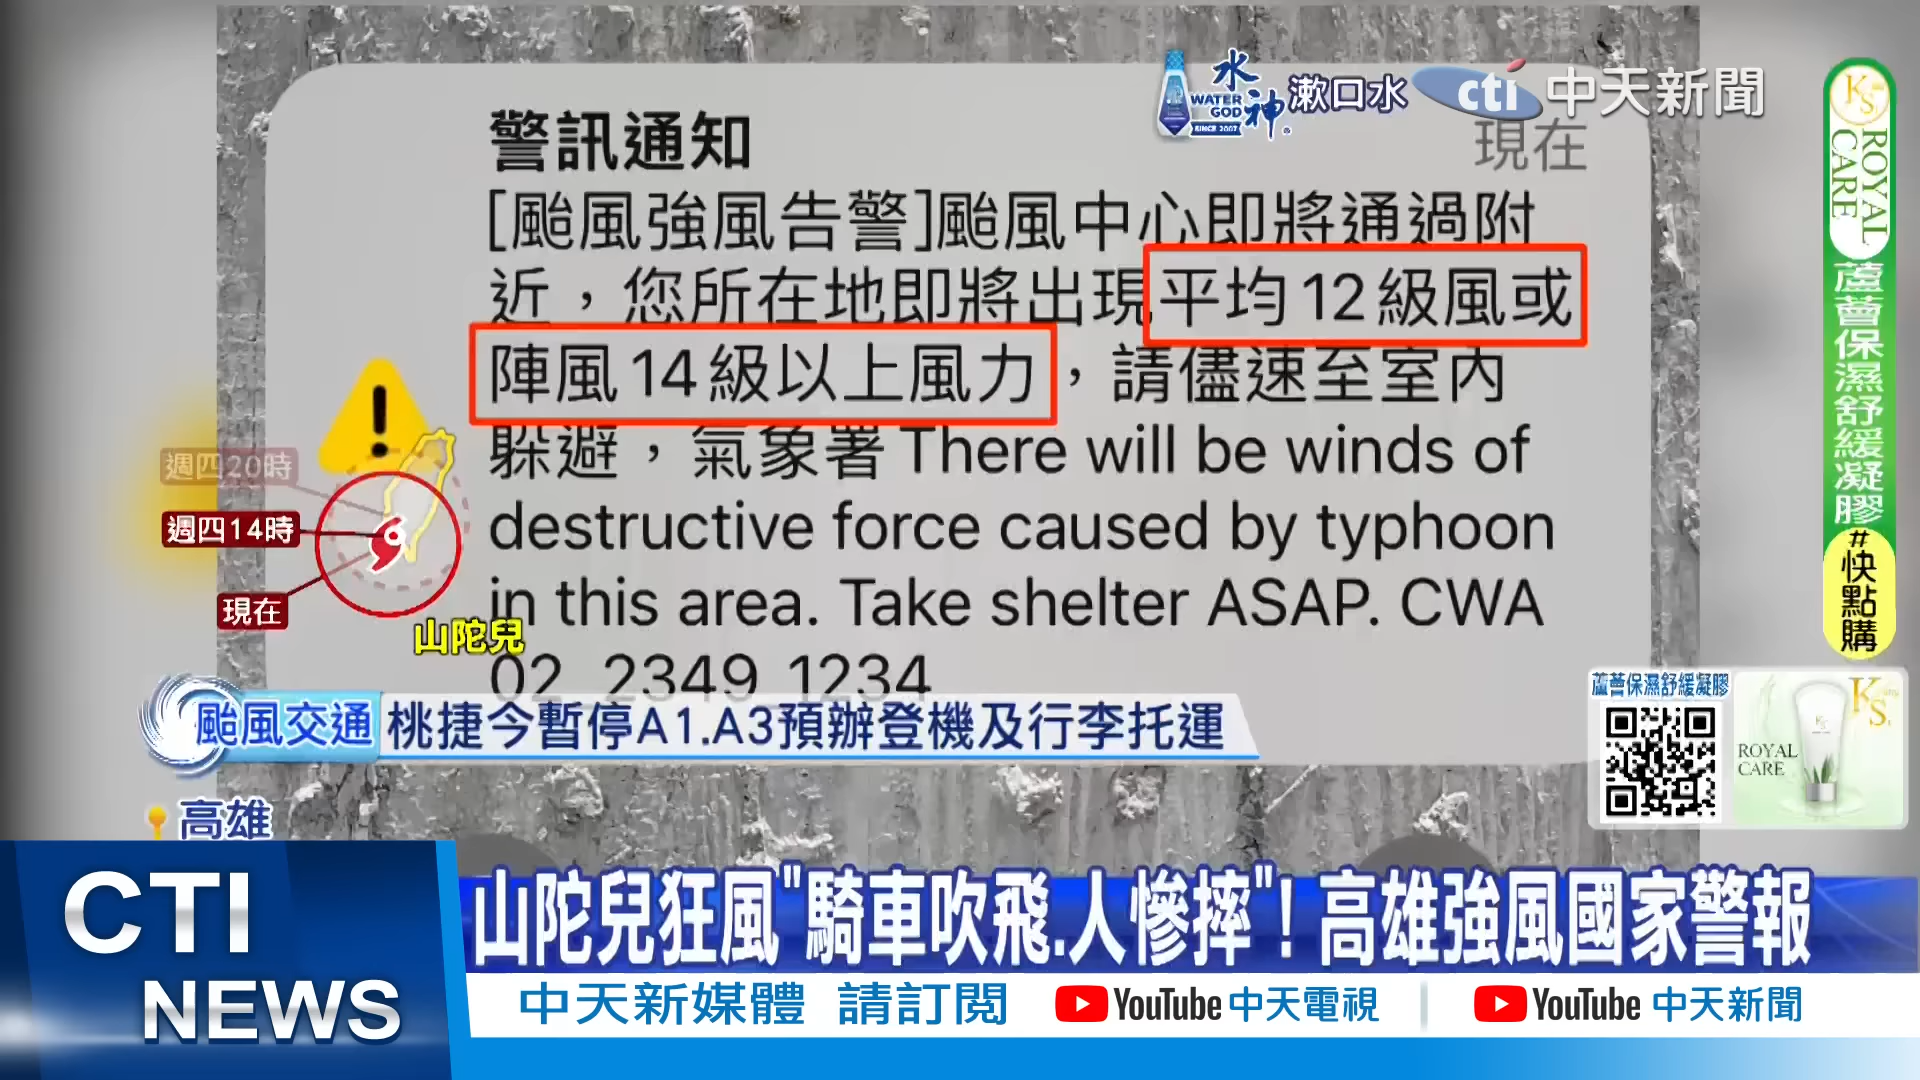 警訊通知
現在
[颱風強風告警]颱風中心即將通過附
近，您所在地即將出現平均12級風或
陣風14級以上風力，請儘速至室內
躲避，氣象署 There will be winds of
destructive force caused by typhoon
in this area. Take shelter ASAP. CWA
02_2349_1234
水神
WATER GOD
SINCE 2007
漱口水
cti 中天新聞
KS
ROYAL CARE
蘆薈保濕舒緩凝膠
#快點購
蘆薈保濕舒緩凝膠
KS
ROYAL
CARE
週四20時
週四14時
現在
山陀兒
颱風交通
桃捷今暫停A1.A3預辦登機及行李托運
高雄
CTI
NEWS
山陀兒狂風"騎車吹飛.人慘摔"！高雄強風國家警報
中天新媒體 請訂閱 YouTube 中天電視 | YouTube 中天新聞